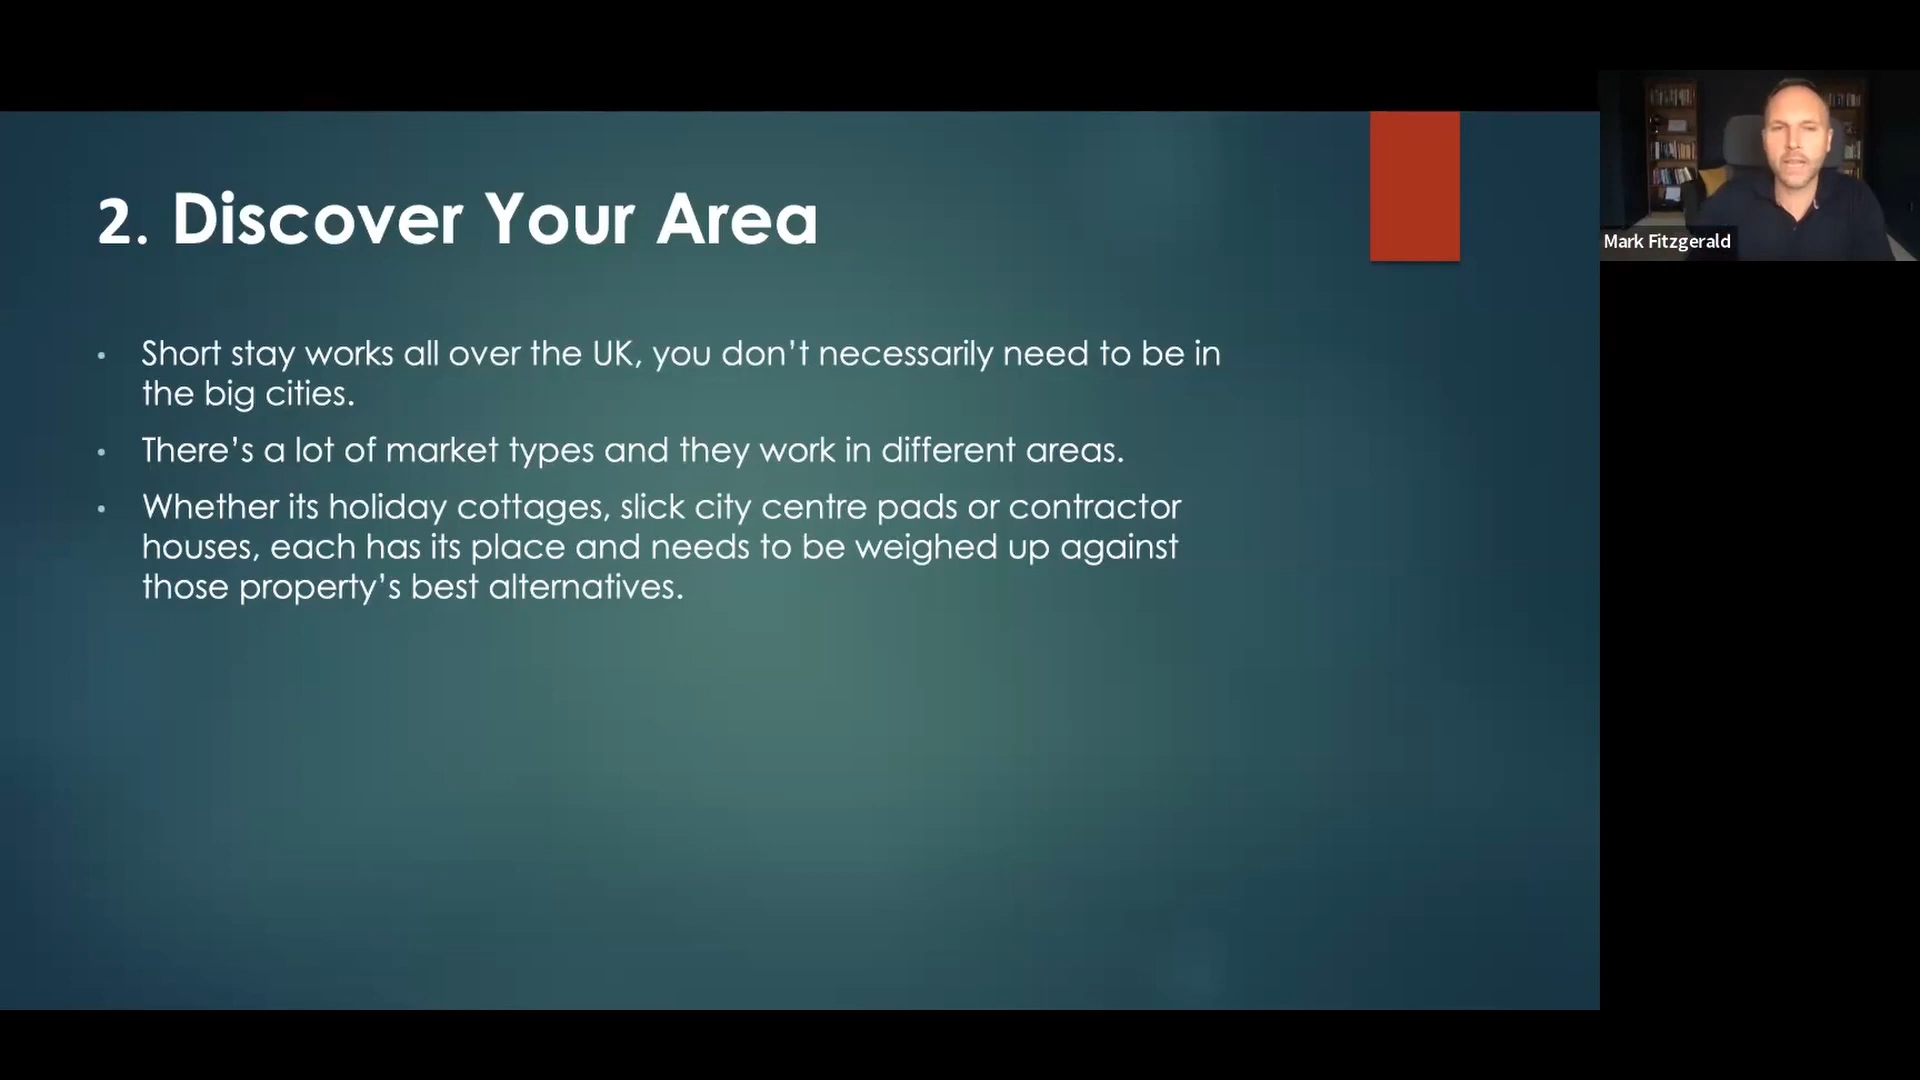 2. Discover Your Area
• Short stay works all over the UK, you don’t necessarily need to be in
the big cities.
• There’s a lot of market types and they work in different areas.
• Whether its holiday cottages, slick city centre pads or contractor
houses, each has its place and needs to be weighed up against
those property’s best alternatives.
Mark Fitzgerald